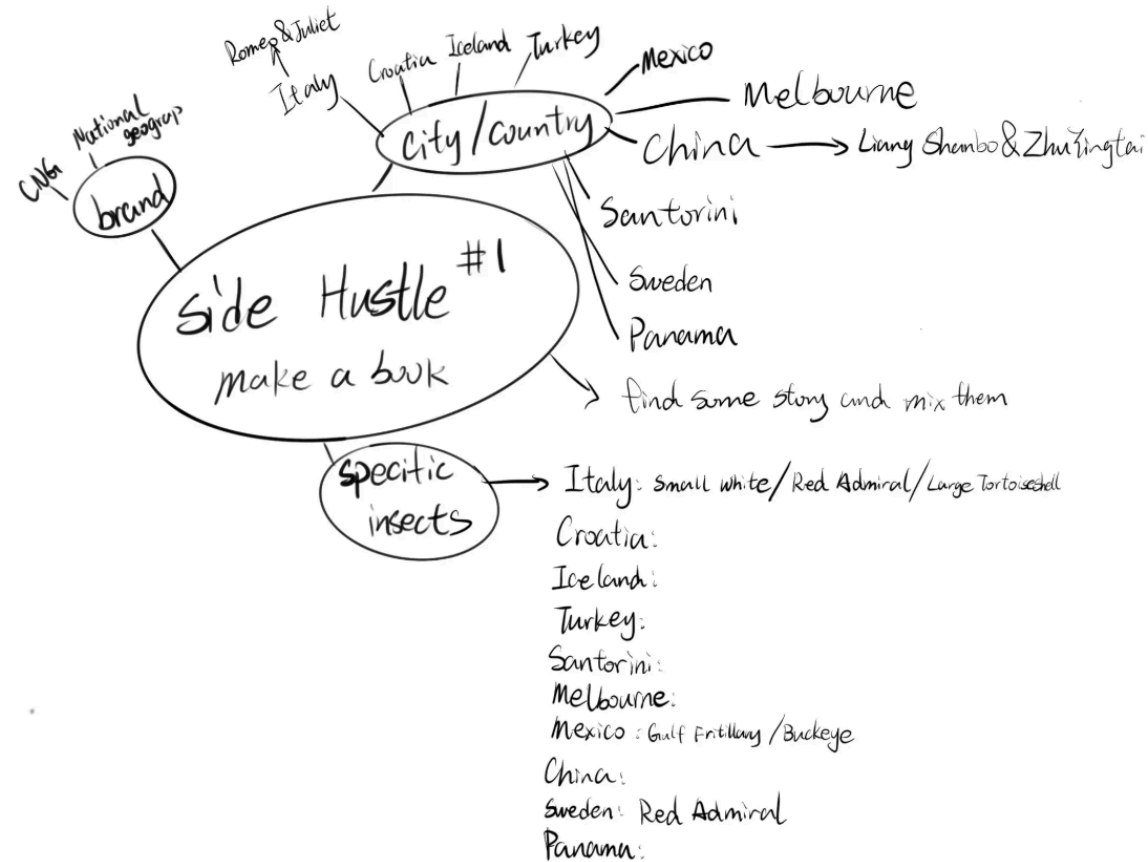 Romeo & Juliet
Italy
Croatia
Iceland
Turkey
Mexico
Melbourne
China → Liang Shanbo & Zhu Yingtai
city/country
Santorini
Sweden
Panama
CNG
National
geograp
brand
side Hustle #1
make a book
find some story and mix them
specific
insects
Italy: Small white/Red Admiral/Large Tortoiseshell
Croatia:
Iceland:
Turkey:
Santorini:
Melbourne:
Mexico: Gulf Fritillary/Buckeye
China:
Sweden: Red Admiral
Panama: